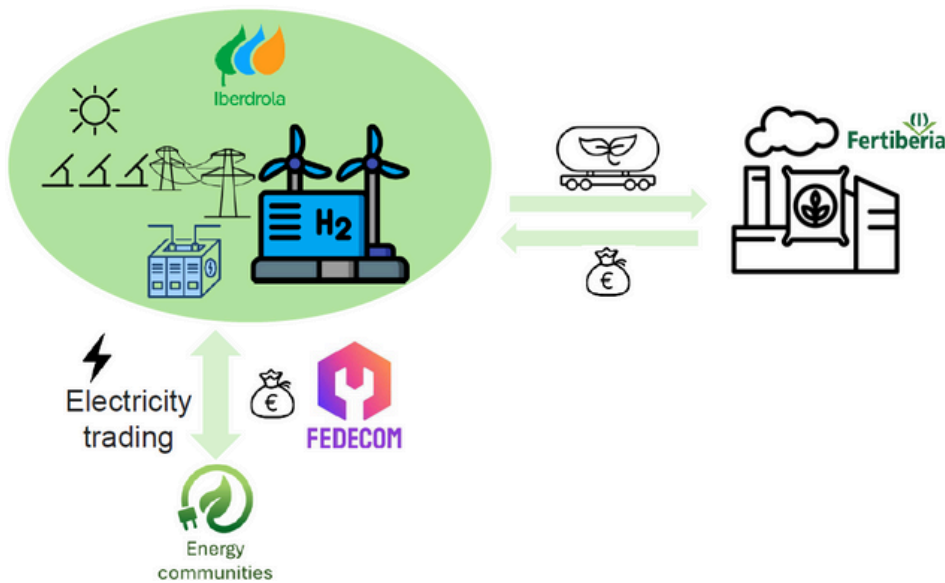 Iberdrola
H2
Fertiberia
€
€
Electricity
trading
FEDECOM
Energy
communities